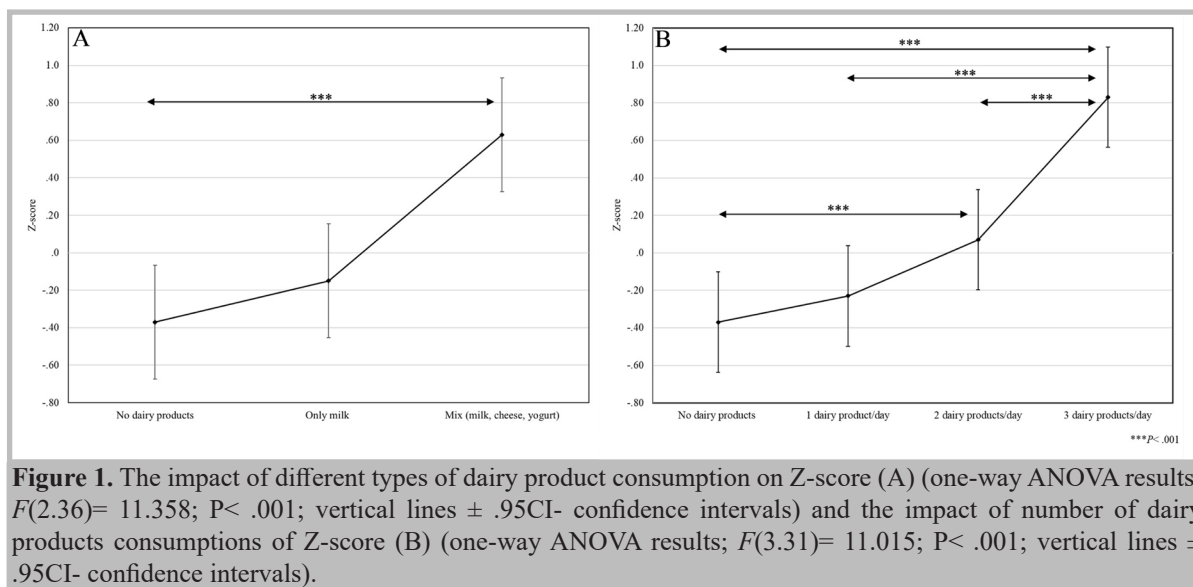 A
1.20
1.0
.80
.60
.40
.20
.0
-.20
-.40
-.60
-.80
Z-score
***
No dairy products
Only milk
Mix (milk, cheese, yogurt)
B
1.20
1.0
.80
.60
.40
.20
.0
-.20
-.40
-.60
-.80
Z-score
***
***
***
***
No dairy products
1 dairy product/day
2 dairy products/day
3 dairy products/day
***P< .001
Figure 1. The impact of different types of dairy product consumption on Z-score (A) (one-way ANOVA results
F(2.36)= 11.358; P< .001; vertical lines ± .95CI- confidence intervals) and the impact of number of dairy
products consumptions of Z-score (B) (one-way ANOVA results; F(3.31)= 11.015; P< .001; vertical lines ±
.95CI- confidence intervals).